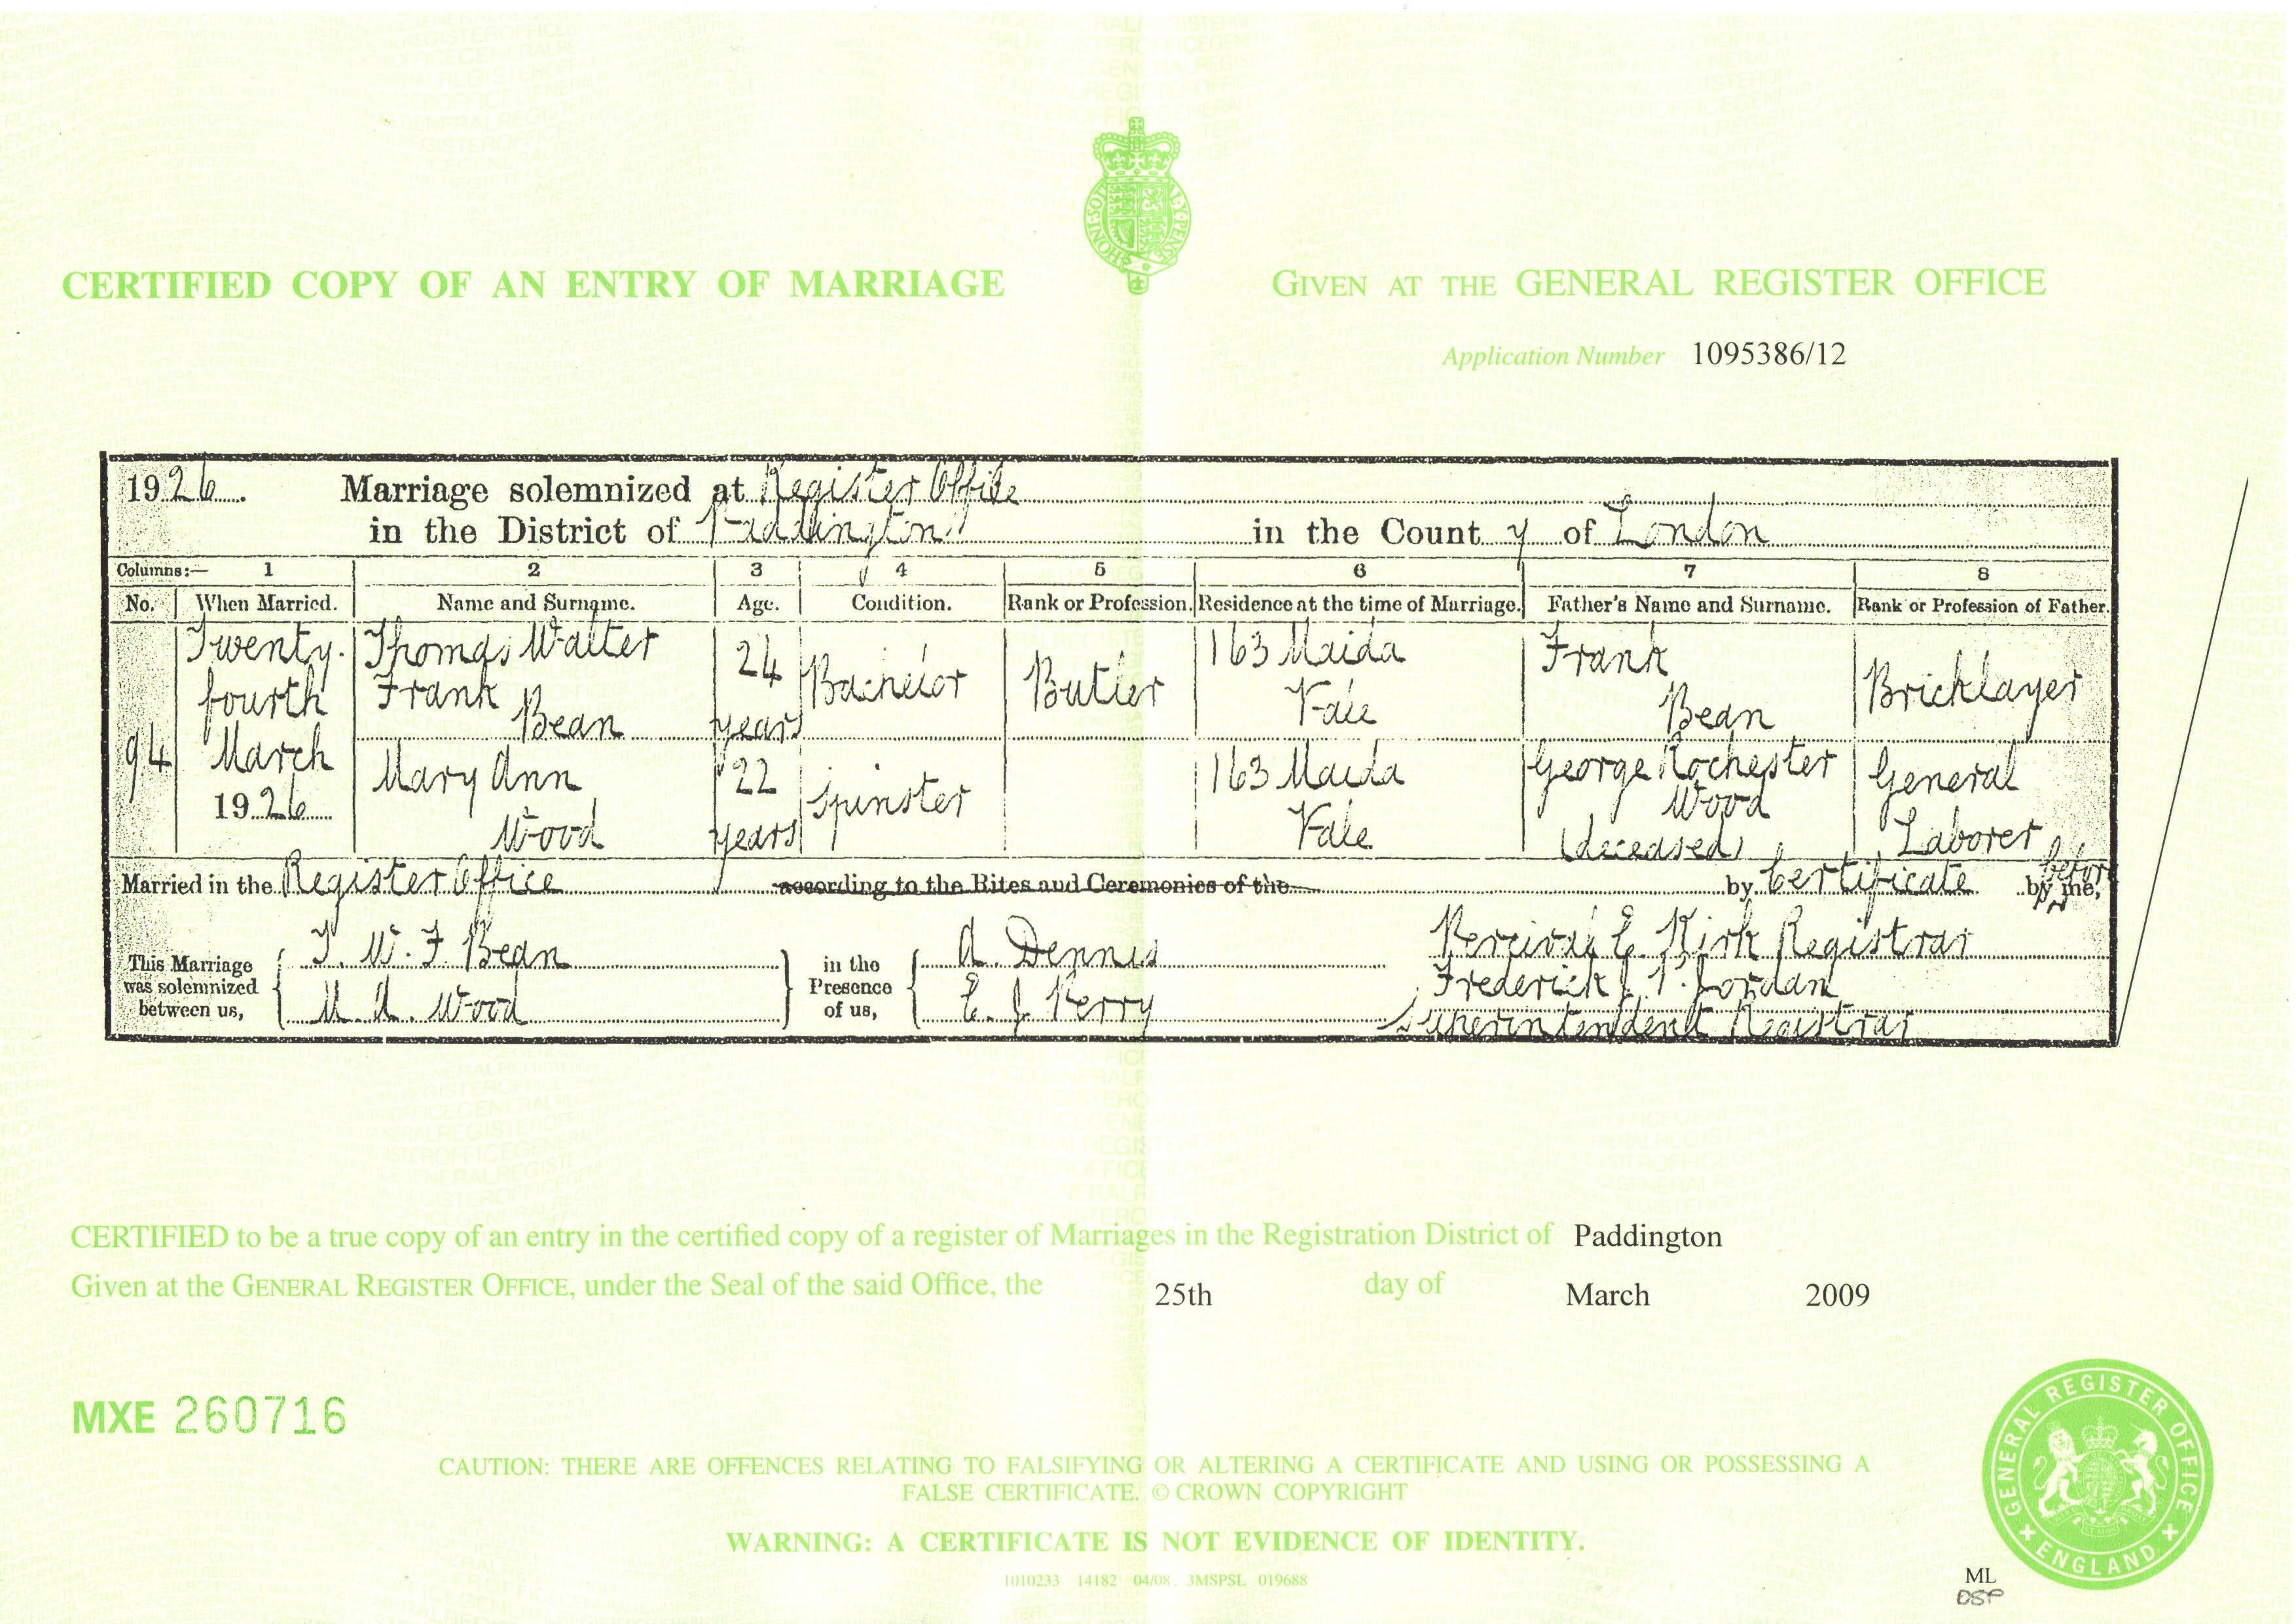 CERTIFIED COPY OF AN ENTRY OF MARRIAGE
GIVEN AT THE GENERAL REGISTER OFFICE
Application Number 1095386/12
1926. Marriage solemnized at Register Office
in the District of Paddington in the County of London
Columns:— 1 2 3 4 5 6 7 8
No. When Married. Name and Surname. Age. Condition. Rank or Profession. Residence at the time of Marriage. Father's Name and Surname. Rank or Profession of Father.
94
Twenty-
fourth
March
1926
Thomas Walter
Frank
Bean
24
years
Bachelor
Butler
163 Maida
Vale
Frank
Bean
Bricklayer
Mary Ann
Wood
22
years
Spinster
163 Maida
Vale
George Rochester
Wood
(deceased)
General
Laborer
Married in the Register Office according to the Rites and Ceremonies of the by Certificate before by me,
This Marriage
was solemnized
between us,
T. W. F. Bean
M. A. Wood
in the
Presence
of us,
A. Dennis
E. J. Perry
Percival E. Kirk Registrar
Frederick J. T. Jordan
Superintendent Registrar
CERTIFIED to be a true copy of an entry in the certified copy of a register of Marriages in the Registration District of Paddington
Given at the GENERAL REGISTER OFFICE, under the Seal of the said Office, the 25th day of March 2009
MXE 260716
CAUTION: THERE ARE OFFENCES RELATING TO FALSIFYING OR ALTERING A CERTIFICATE AND USING OR POSSESSING A
FALSE CERTIFICATE. © CROWN COPYRIGHT
WARNING: A CERTIFICATE IS NOT EVIDENCE OF IDENTITY.
1010233 14182 04/08 3MSPSL 019688
GENERAL REGISTER OFFICE
ENGLAND
ML
DSP